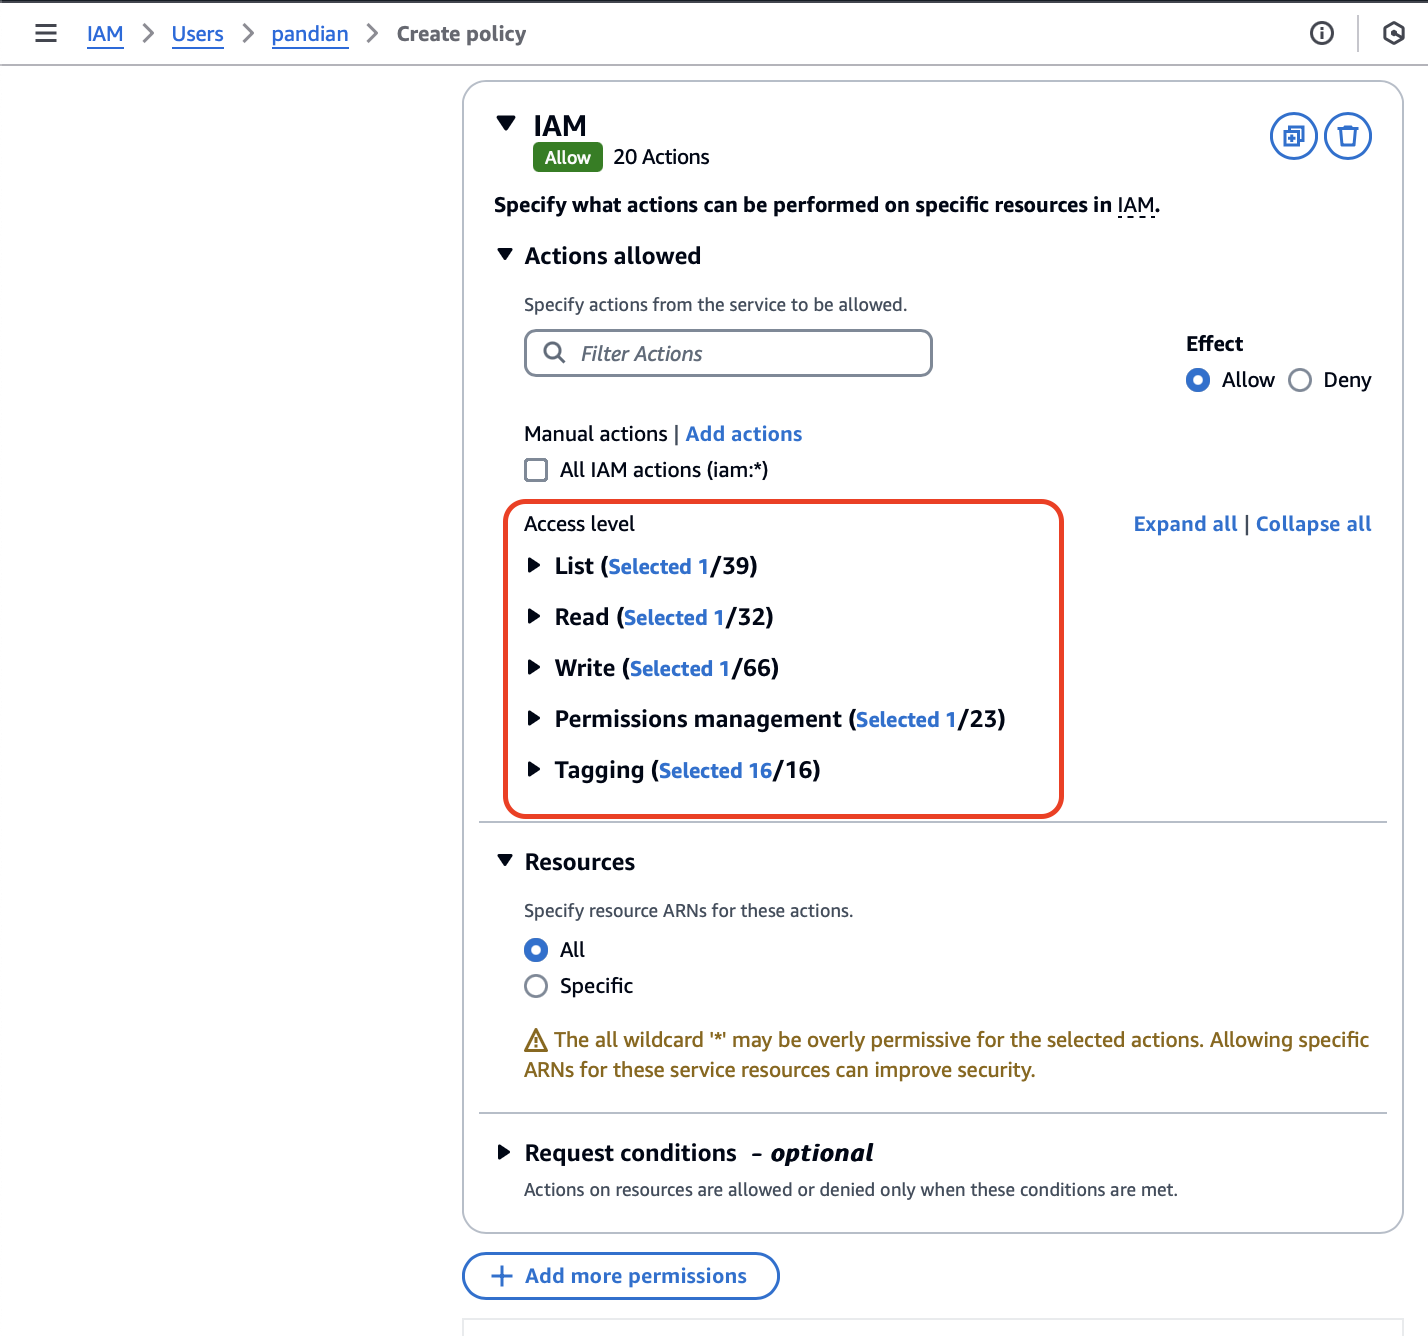 IAM > Users > pandian > Create policy
IAM
Allow 20 Actions
Specify what actions can be performed on specific resources in IAM.
Actions allowed
Specify actions from the service to be allowed.
Filter Actions
Effect
Allow Deny
Manual actions | Add actions
All IAM actions (iam:*)
Access level
Expand all | Collapse all
List (Selected 1/39)
Read (Selected 1/32)
Write (Selected 1/66)
Permissions management (Selected 1/23)
Tagging (Selected 16/16)
Resources
Specify resource ARNs for these actions.
All
Specific
The all wildcard '*' may be overly permissive for the selected actions. Allowing specific
ARNs for these service resources can improve security.
Request conditions - optional
Actions on resources are allowed or denied only when these conditions are met.
+ Add more permissions